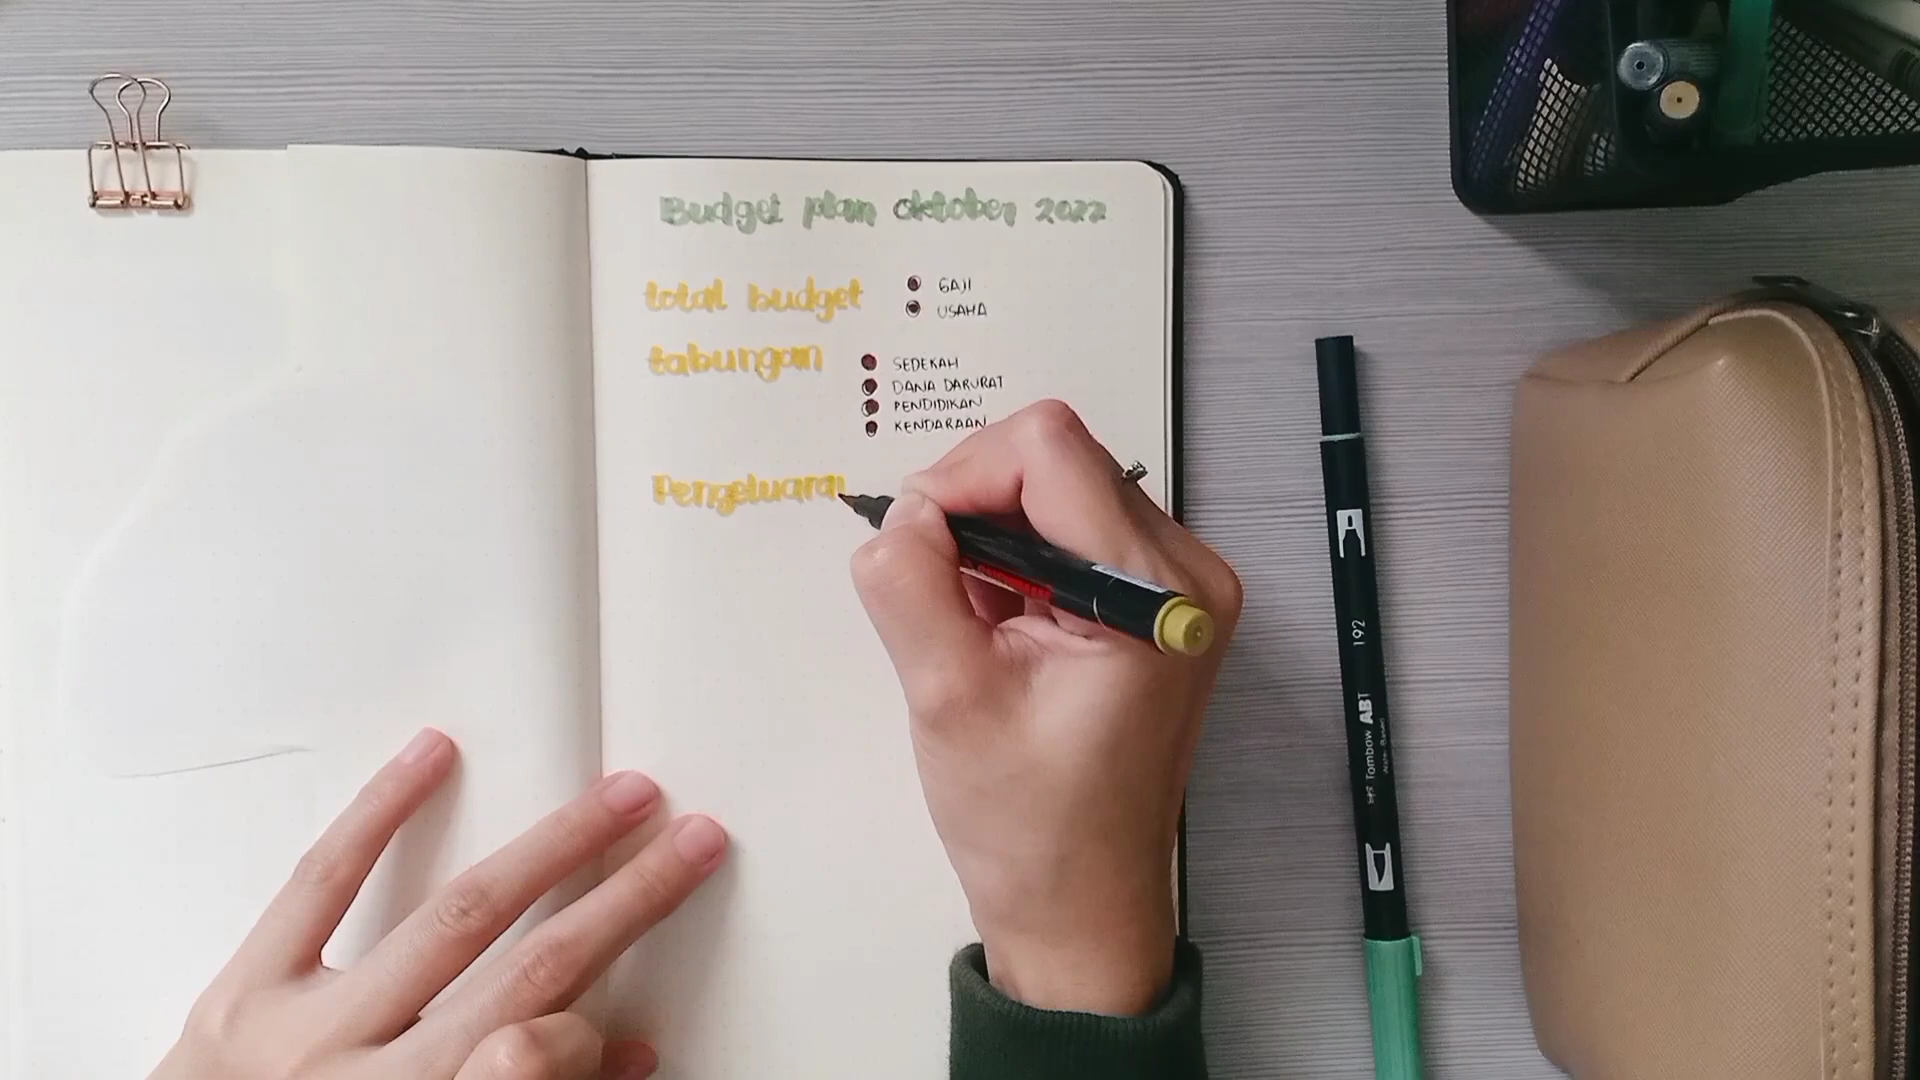 Budget plan oktober 2022
total budget
GAJI
USAHA
tabungan
SEDEKAH
DANA DARURAT
PENDIDIKAN
KENDARAAN
Pengeluaran
192
Tombow ABT